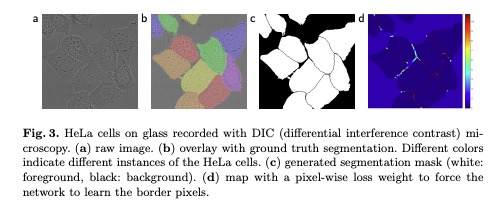 a b c d
Fig. 3. HeLa cells on glass recorded with DIC (differential interference contrast) mi-
croscopy. (a) raw image. (b) overlay with ground truth segmentation. Different colors
indicate different instances of the HeLa cells. (c) generated segmentation mask (white:
foreground, black: background). (d) map with a pixel-wise loss weight to force the
network to learn the border pixels.